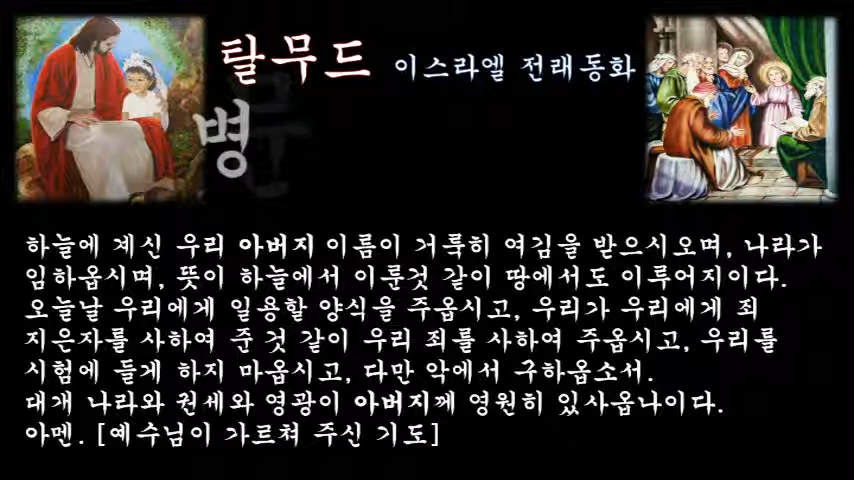 탈무드 이스라엘 전래동화
병 문
하늘에 계신 우리 아버지 이름이 거룩히 여김을 받으시오며, 나라가
임하옵시며, 뜻이 하늘에서 이룬것 같이 땅에서도 이루어지이다.
오늘날 우리에게 일용할 양식을 주옵시고, 우리가 우리에게 죄
지은자를 사하여 준 것 같이 우리 죄를 사하여 주옵시고, 우리를
시험에 들게 하지 마옵시고, 다만 악에서 구하옵소서.
대개 나라와 원세와 영광이 아버지께 영원히 있사옵나이다.
아멘. [예수님이 가르쳐 주신 기도]